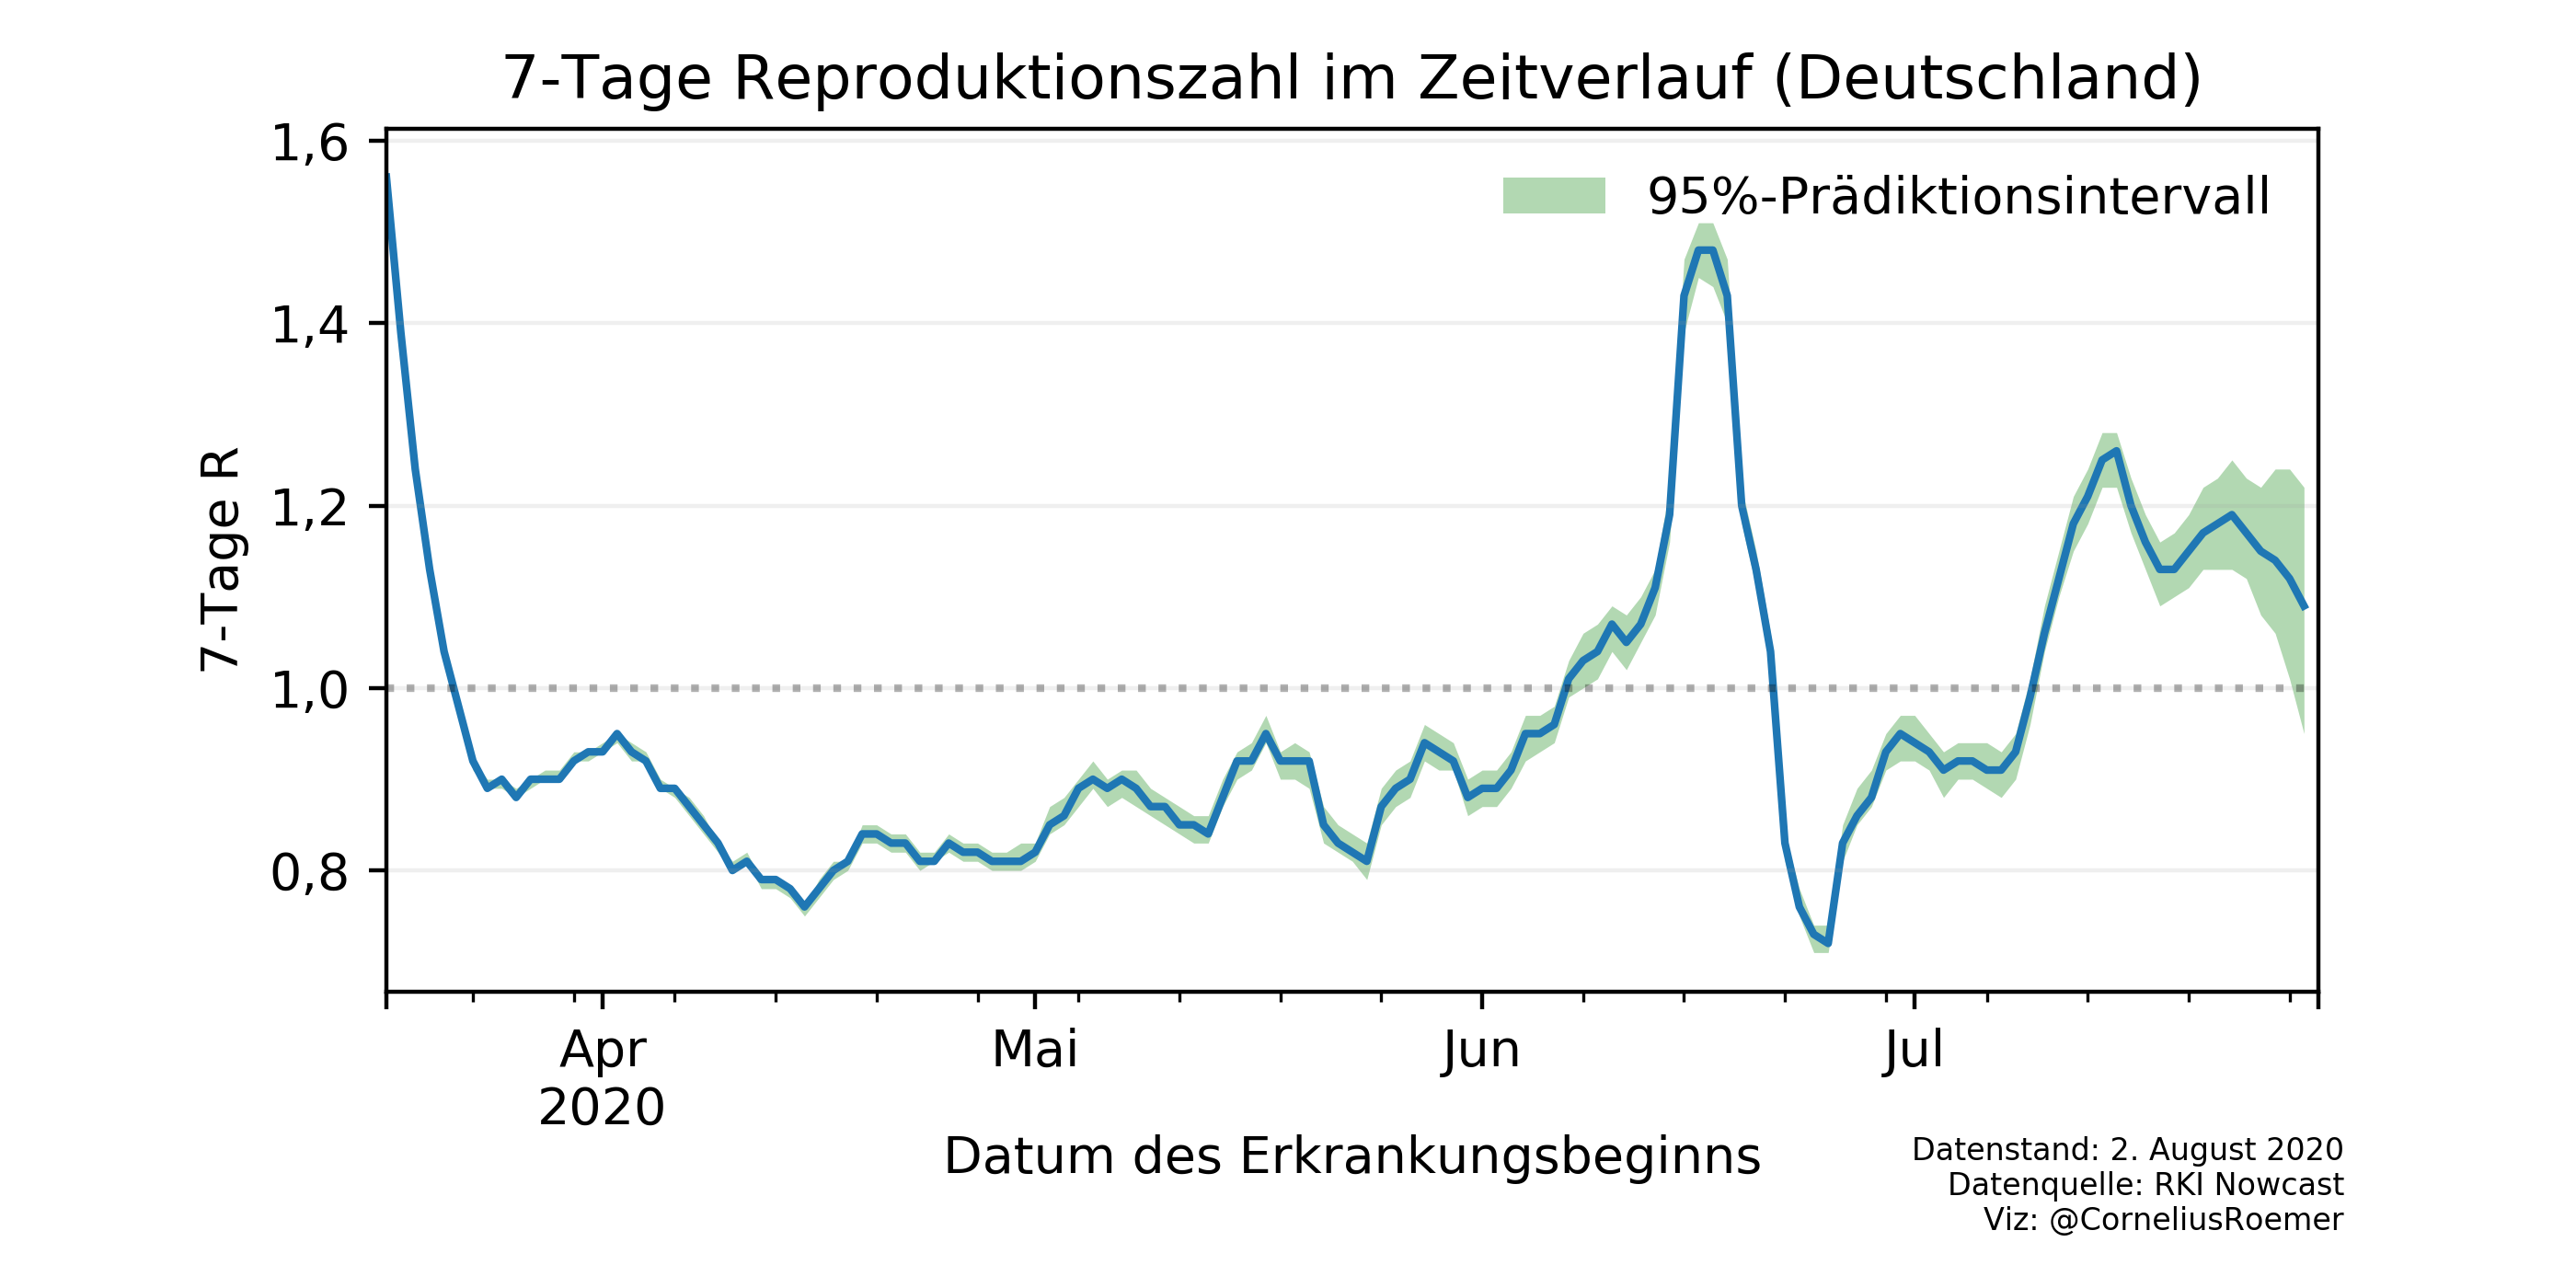 7-Tage Reproduktionszahl im Zeitverlauf (Deutschland)
95%-Prädiktionsintervall
7-Tage R
1,6
1,4
1,2
1,0
0,8
Apr
2020
Mai
Jun
Jul
Datum des Erkrankungsbeginns
Datenstand: 2. August 2020
Datenquelle: RKI Nowcast
Viz: @CorneliusRoemer